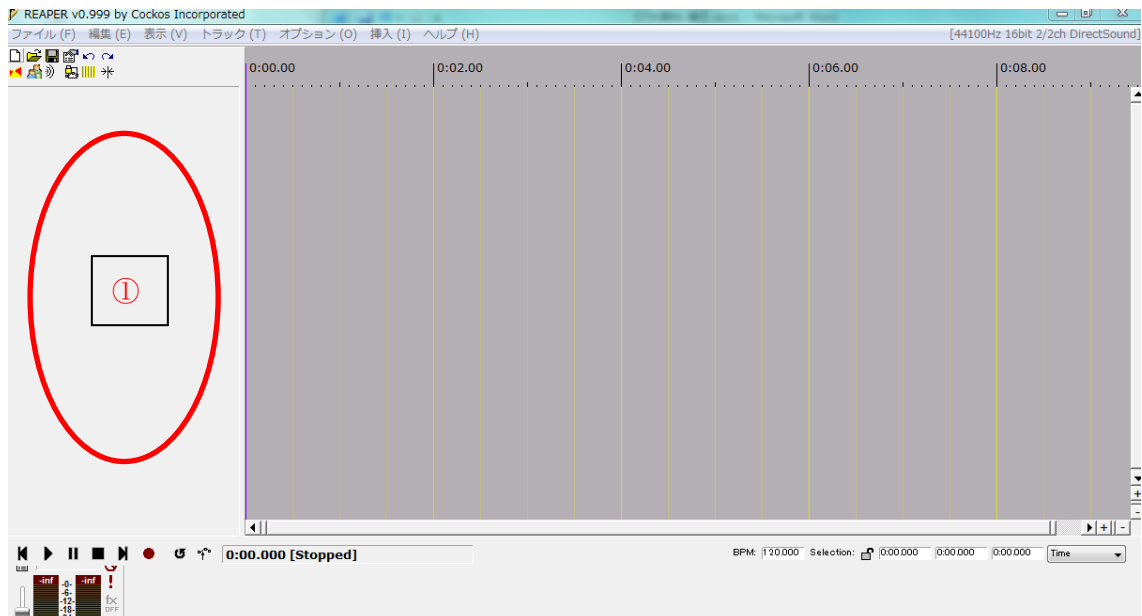 REAPER v0.999 by Cockos Incorporated
ファイル (F) 編集 (E) 表示 (V) トラック (T) オプション (O) 挿入 (I) ヘルプ (H) [44100Hz 16bit 2/2ch DirectSound]
0:00.00 0:02.00 0:04.00 0:06.00 0:08.00
①
0:00.000 [Stopped] BPM: 120.000 Selection: 0:00.000 0:00.000 0:00.000 Time
-inf -0- -inf !
-6-
-12- fx
-18- OFF